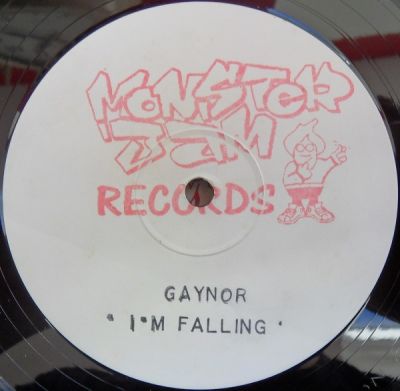 MONSTER
JAM
RECORDS
GAYNOR
" I'M FALLING "